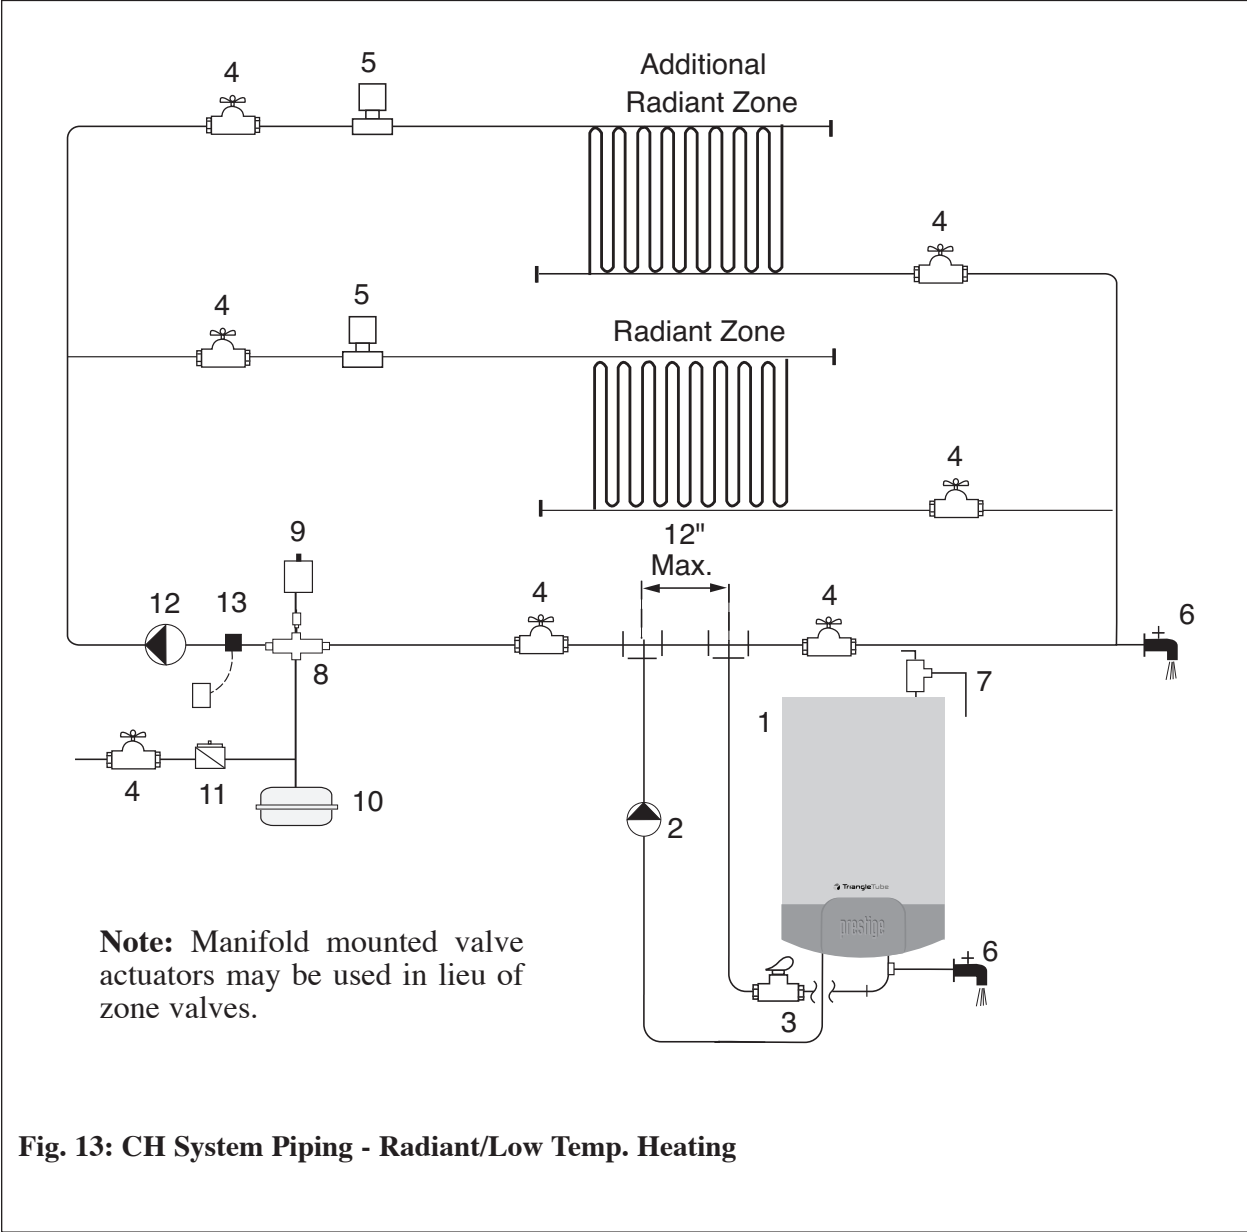 4
5
Additional
Radiant Zone
4
4
5
Radiant Zone
4
9
12"
Max.
12
13
4
4
6
8
7
1
4
11
10
2
TriangleTube
prestige
6
3
Note: Manifold mounted valve
actuators may be used in lieu of
zone valves.
Fig. 13: CH System Piping - Radiant/Low Temp. Heating